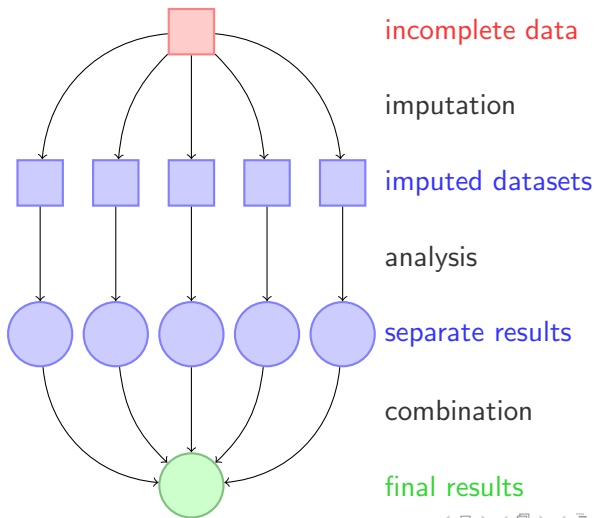 incomplete data
imputation
imputed datasets
analysis
separate results
combination
final results